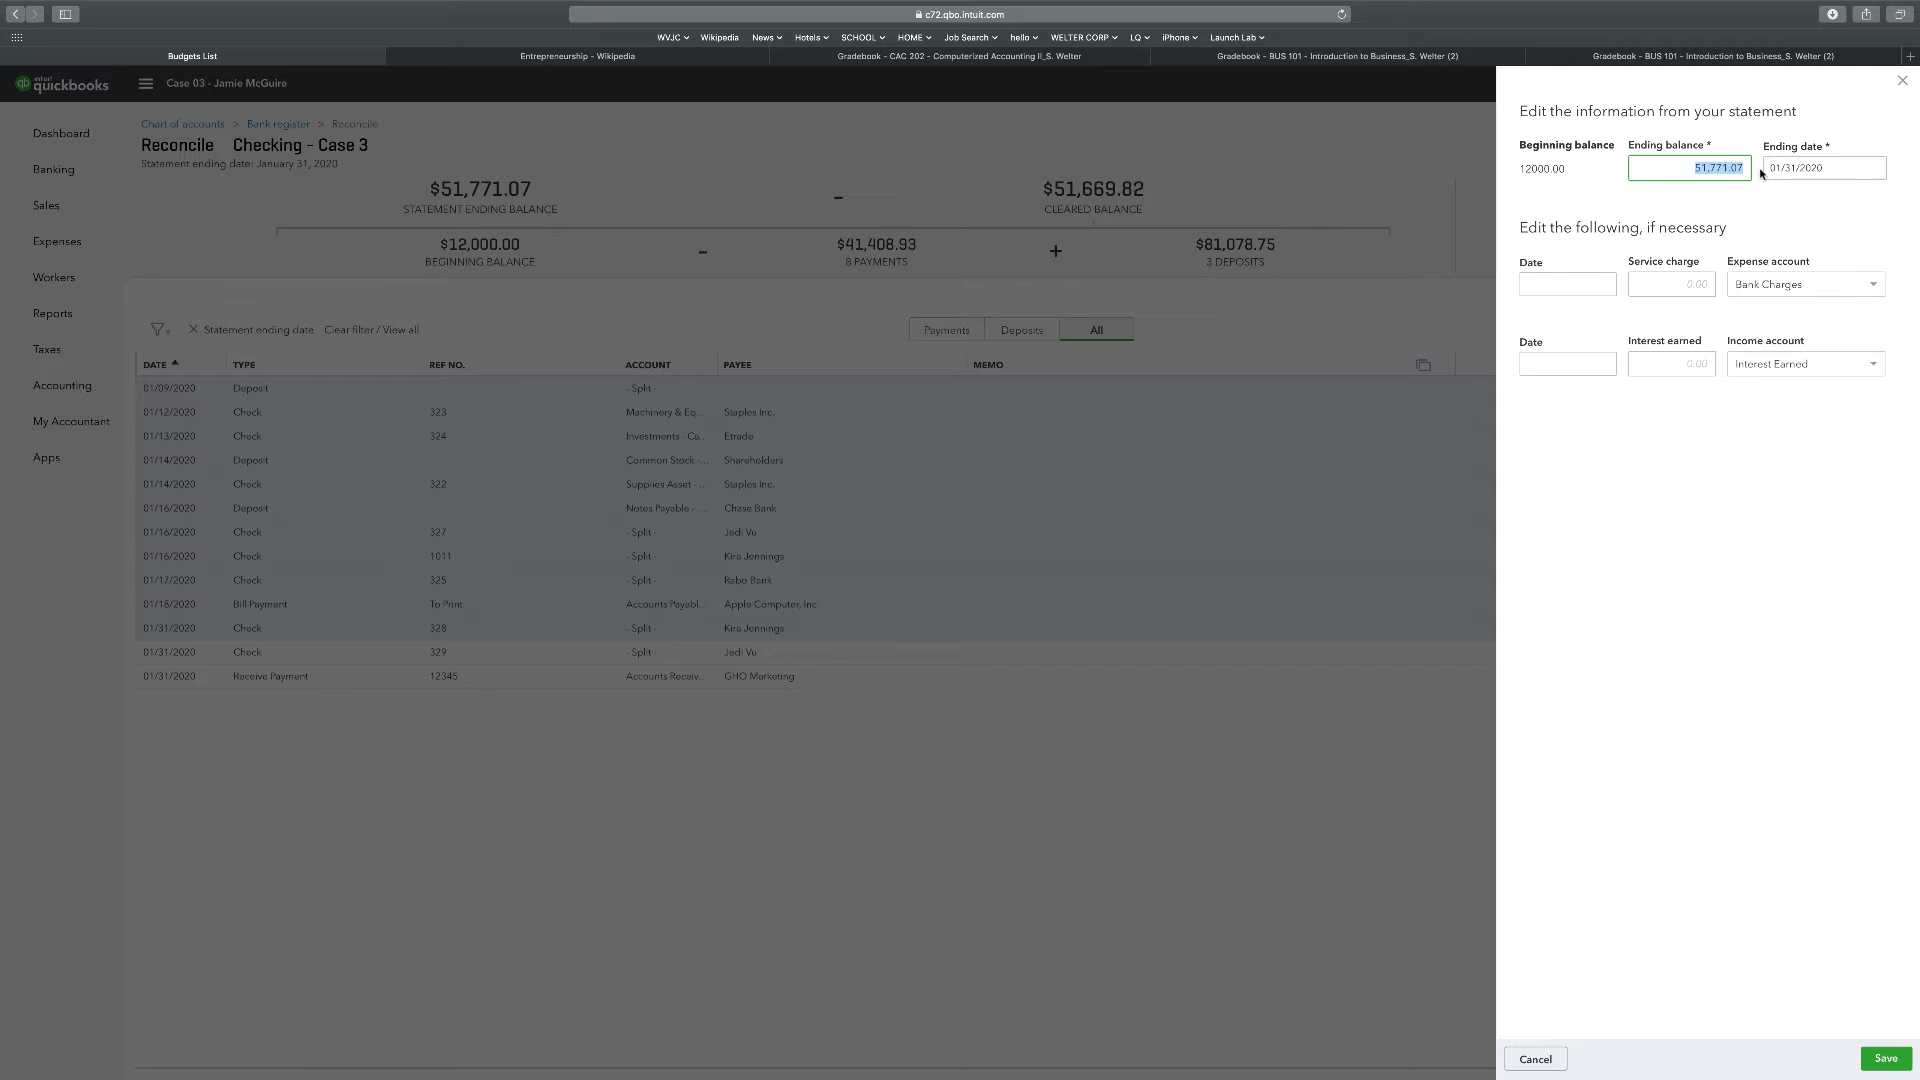 c72.qbo.intuit.com
WVJC Wikipedia News Hotels SCHOOL HOME Job Search hello WELTER CORP LQ iPhone Launch Lab
Budgets List Entrepreneurship - Wikipedia Gradebook - CAC 202 - Computerized Accounting II_S. Welter Gradebook - BUS 101 - Introduction to Business_S. Welter (2) Gradebook - BUS 101 - Introduction to Business_S. Welter (2)
intuit quickbooks Case 03 - Jamie McGuire
Dashboard
Banking
Sales
Expenses
Workers
Reports
Taxes
Accounting
My Accountant
Apps
Chart of accounts > Bank register > Reconcile
Reconcile Checking - Case 3
Statement ending date: January 31, 2020
$51,771.07 - $51,669.82
STATEMENT ENDING BALANCE CLEARED BALANCE
$12,000.00 - $41,408.93 + $81,078.75
BEGINNING BALANCE 8 PAYMENTS 3 DEPOSITS
Statement ending date Clear filter / View all Payments Deposits All
DATE TYPE REF NO. ACCOUNT PAYEE MEMO
01/09/2020 Deposit - Split -
01/12/2020 Check 323 Machinery & Eq... Staples Inc.
01/13/2020 Check 324 Investments - Ca... Etrade
01/14/2020 Deposit Common Stock -... Shareholders
01/14/2020 Check 322 Supplies Asset -... Staples Inc.
01/16/2020 Deposit Notes Payable -... Chase Bank
01/16/2020 Check 327 - Split - Jedi Vu
01/16/2020 Check 1011 - Split - Kira Jennings
01/17/2020 Check 325 - Split - Rabo Bank
01/18/2020 Bill Payment To Print Accounts Payabl... Apple Computer, Inc
01/31/2020 Check 328 - Split - Kira Jennings
01/31/2020 Check 329 - Split - Jedi Vu
01/31/2020 Receive Payment 12345 Accounts Receiv... GHO Marketing
Edit the information from your statement
Beginning balance Ending balance * Ending date *
12000.00 51,771.07 01/31/2020
Edit the following, if necessary
Date Service charge Expense account
0.00 Bank Charges
Date Interest earned Income account
0.00 Interest Earned
Cancel Save